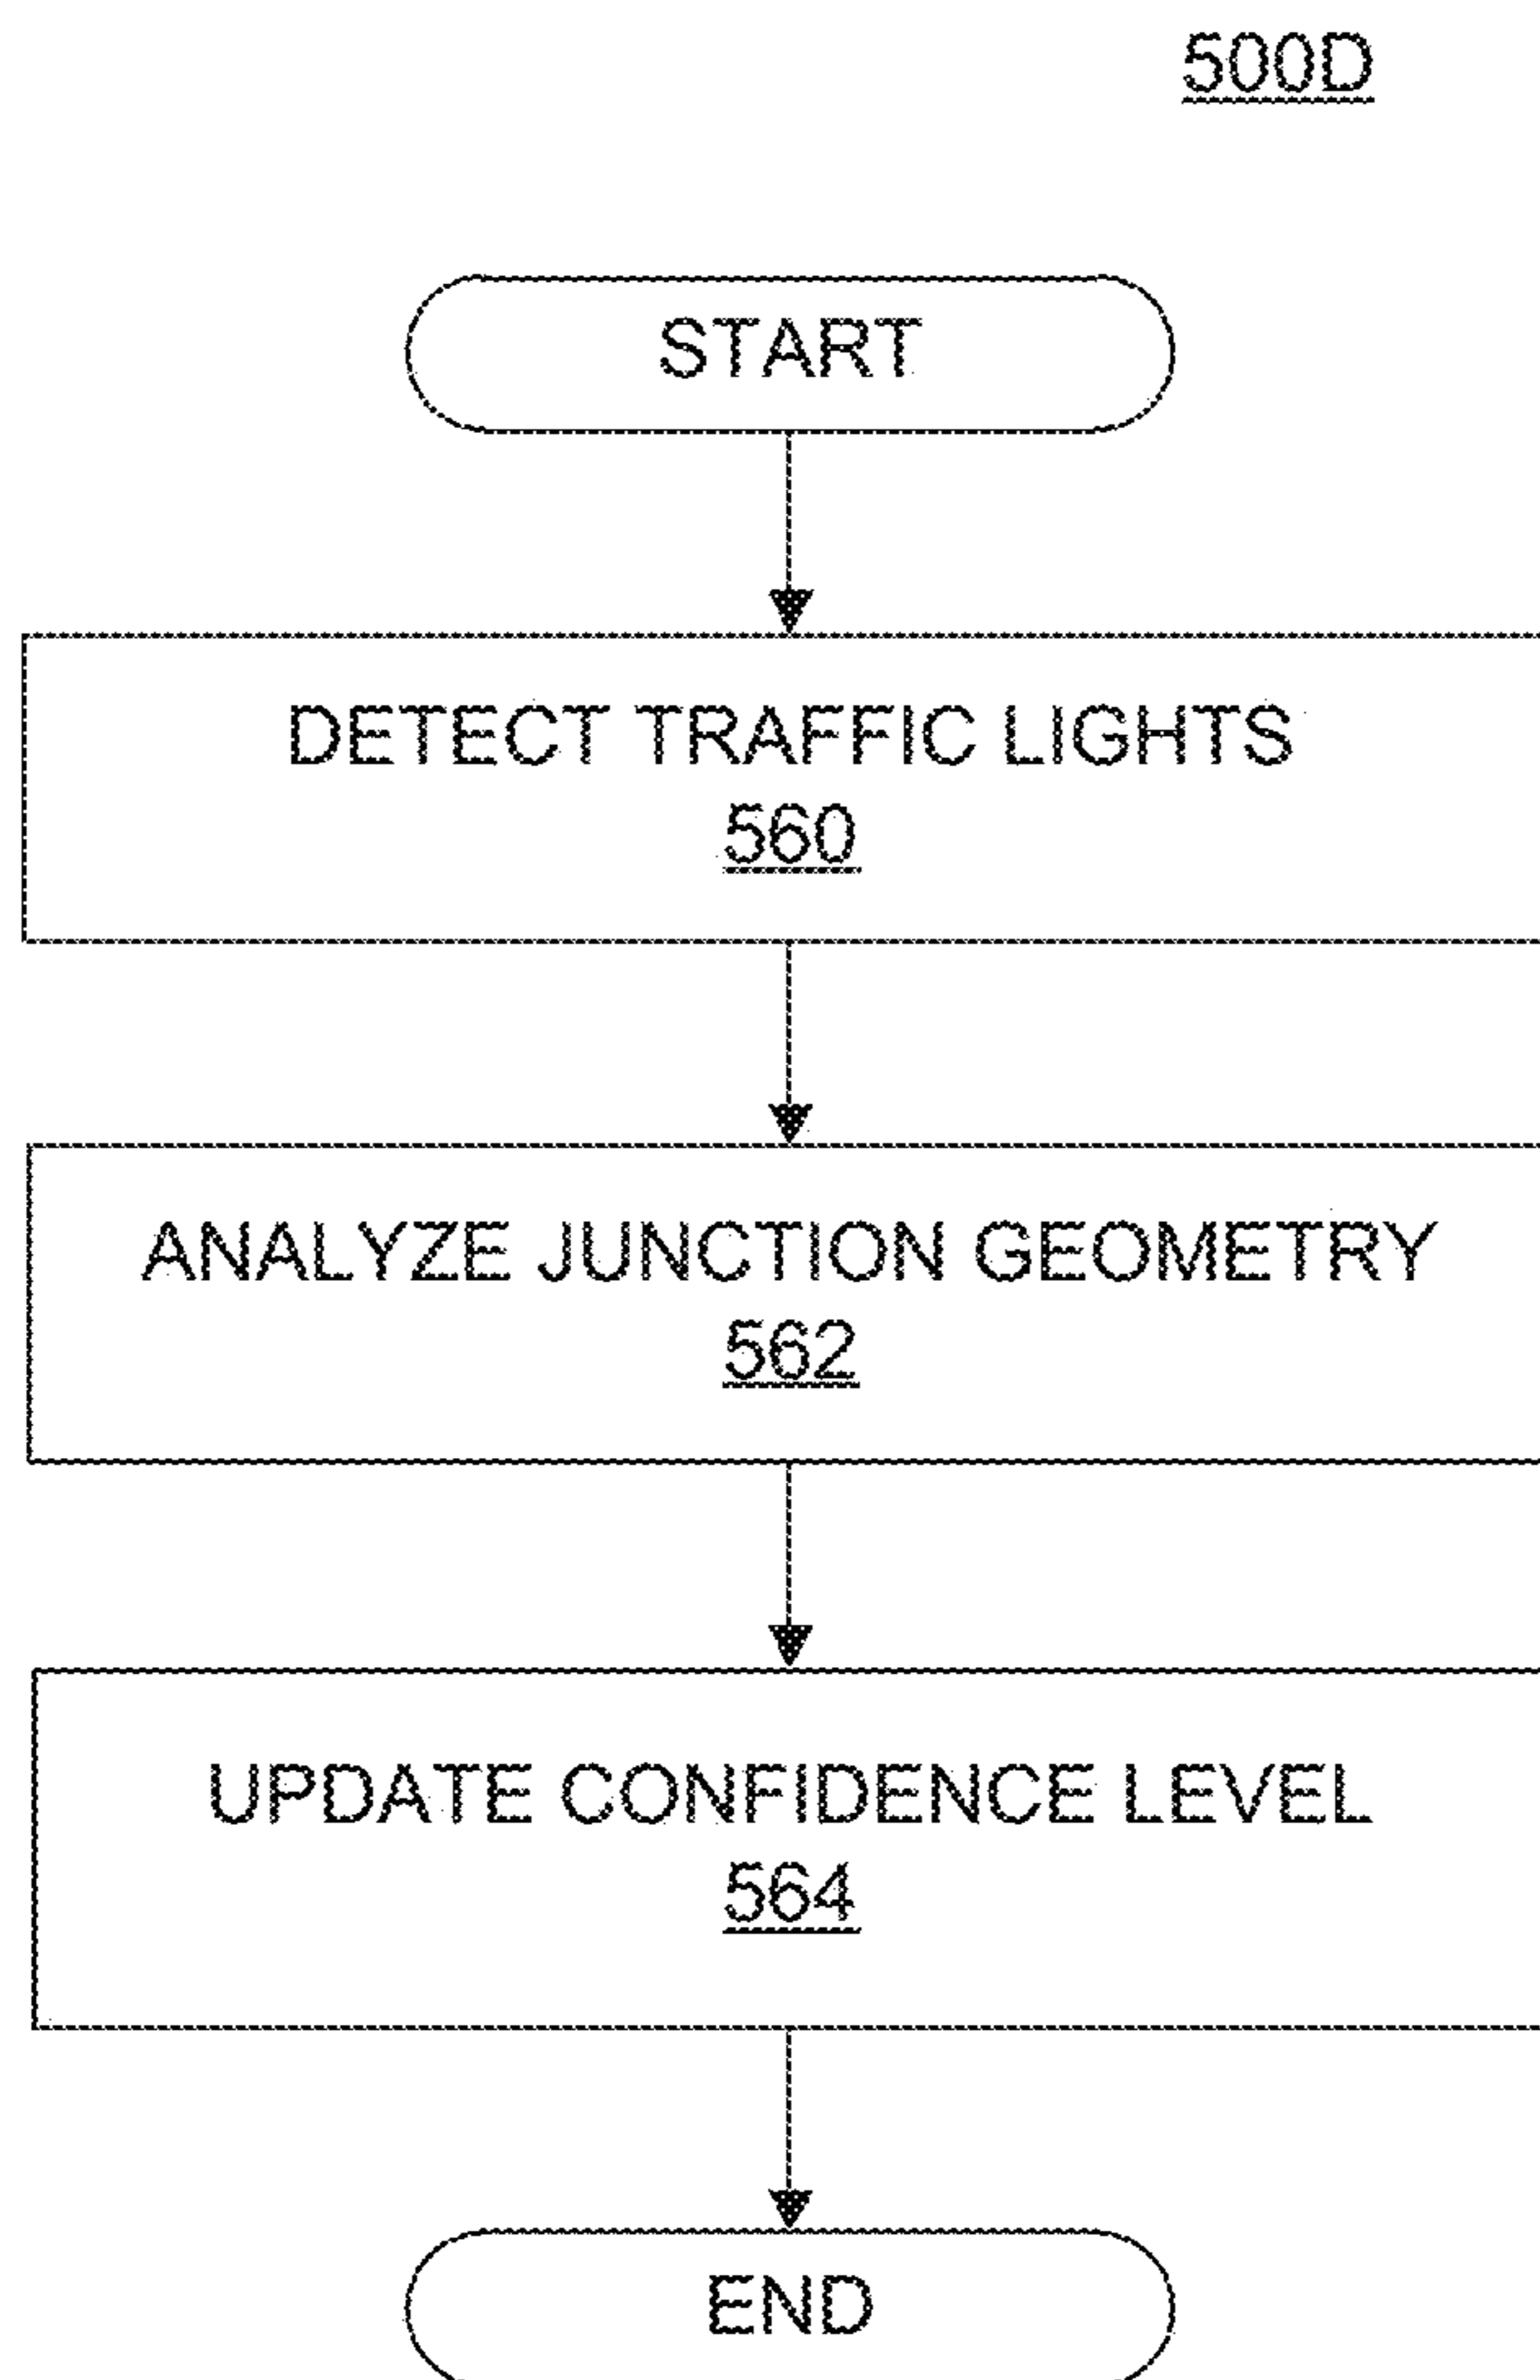 500D
START
DETECT TRAFFIC LIGHTS
560
ANALYZE JUNCTION GEOMETRY
562
UPDATE CONFIDENCE LEVEL
564
END